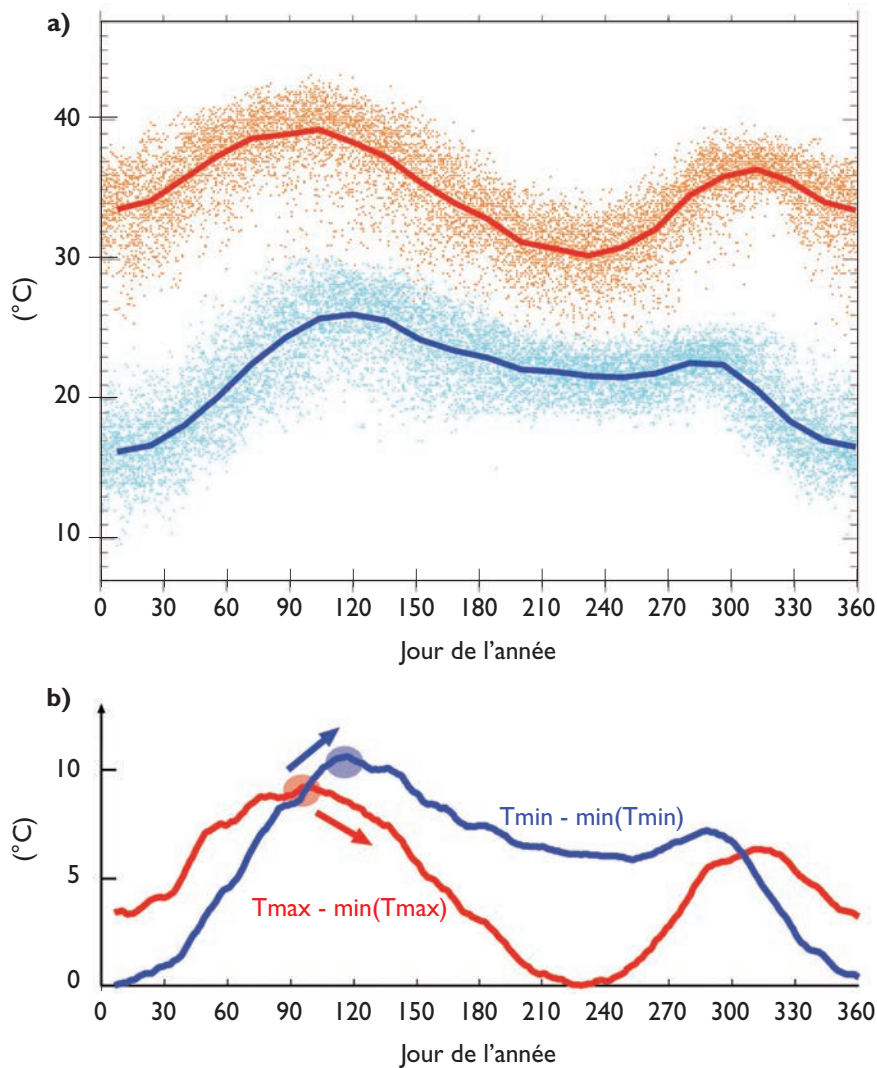 a)
40
30
20
10
(°C)
0 30 60 90 120 150 180 210 240 270 300 330 360
Jour de l'année
b)
10
5
0
(°C)
Tmin - min(Tmin)
Tmax - min(Tmax)
0 30 60 90 120 150 180 210 240 270 300 330 360
Jour de l'année